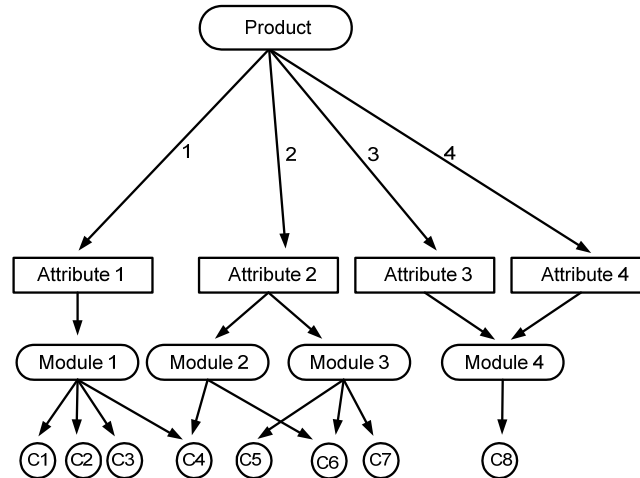 Product
1
2
3
4
Attribute 1
Attribute 2
Attribute 3
Attribute 4
Module 1
Module 2
Module 3
Module 4
C1
C2
C3
C4
C5
C6
C7
C8